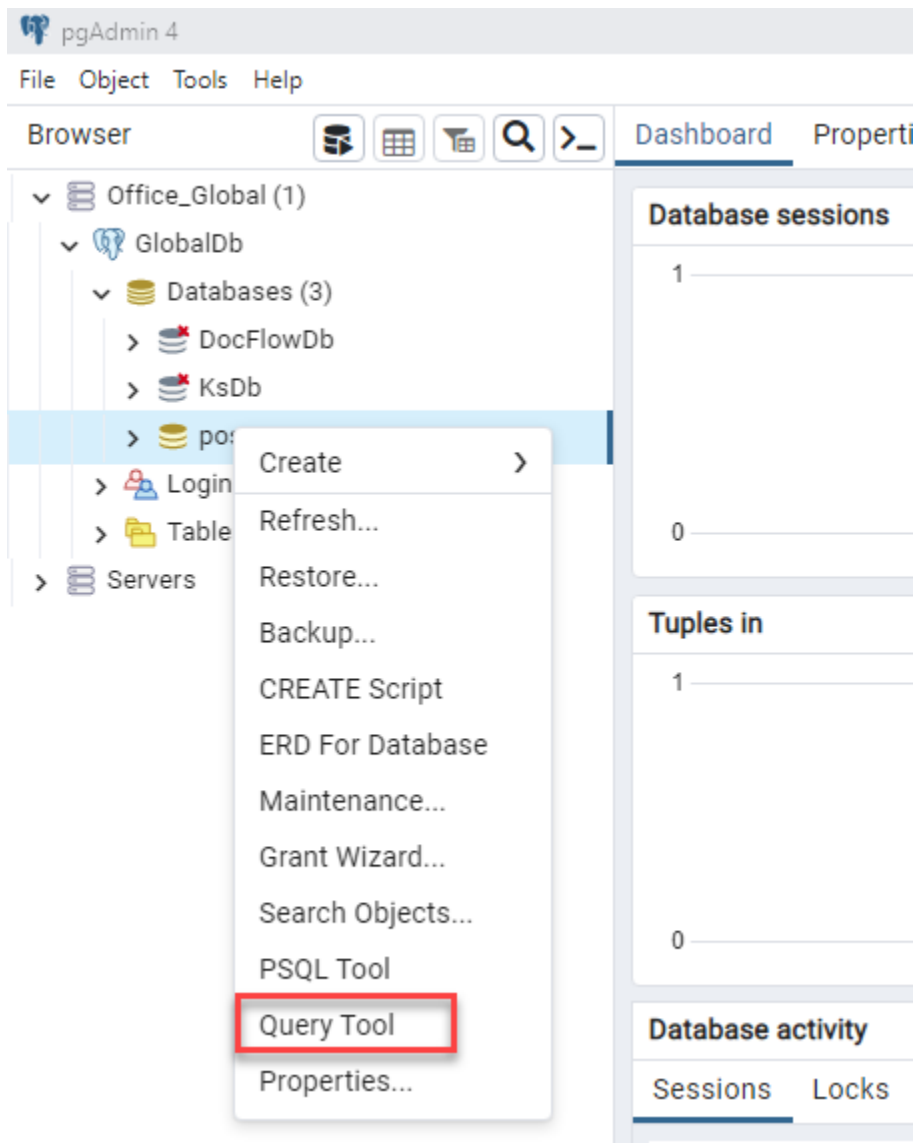 pgAdmin 4
File Object Tools Help
Browser
Dashboard Properti
Office_Global (1)
GlobalDb
Databases (3)
DocFlowDb
KsDb
pos
Login
Table
Servers
Create
Refresh...
Restore...
Backup...
CREATE Script
ERD For Database
Maintenance...
Grant Wizard...
Search Objects...
PSQL Tool
Query Tool
Properties...
Database sessions
1
0
Tuples in
1
0
Database activity
Sessions Locks